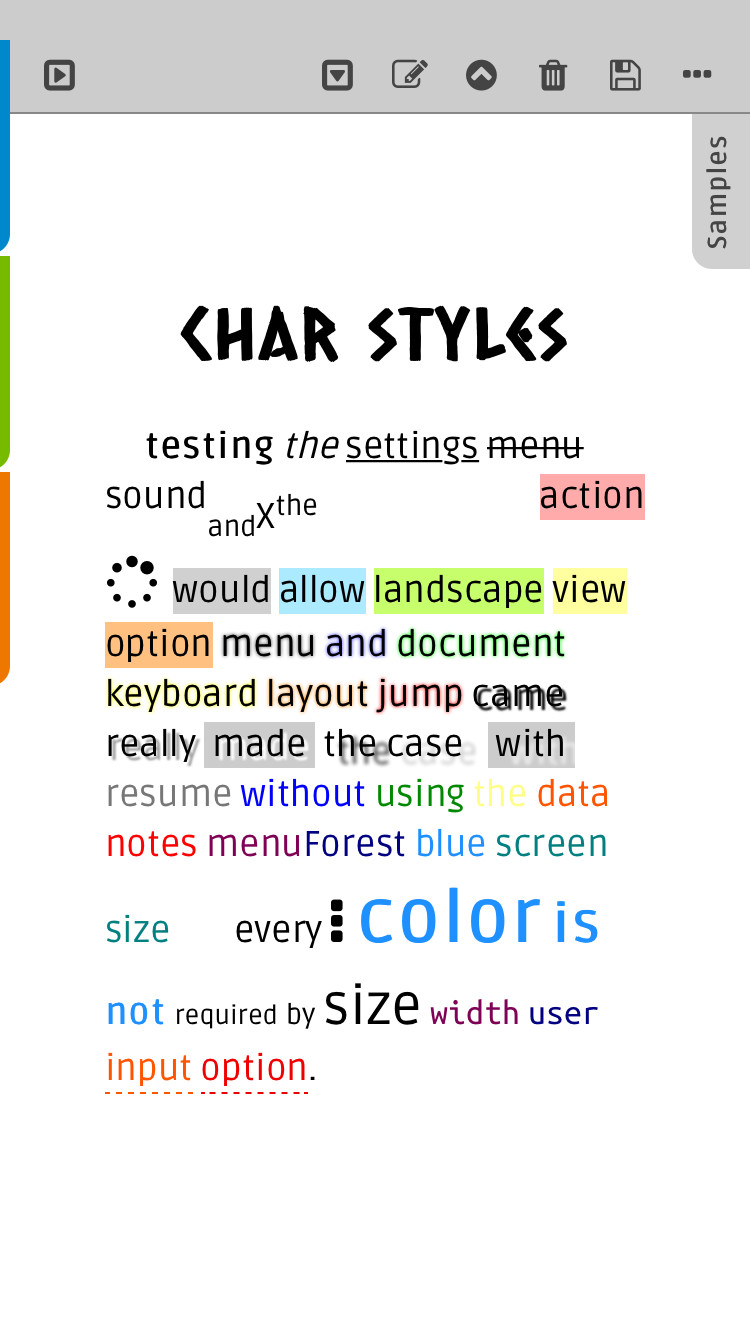 Samples
CHAR STYLES
testing the settings menu
sound andXthe action
would allow landscape view
option menu and document
keyboard layout jump came
really made the case with
resume without using the data
notes menuForest blue screen
size every color is
not required by size width user
input option.